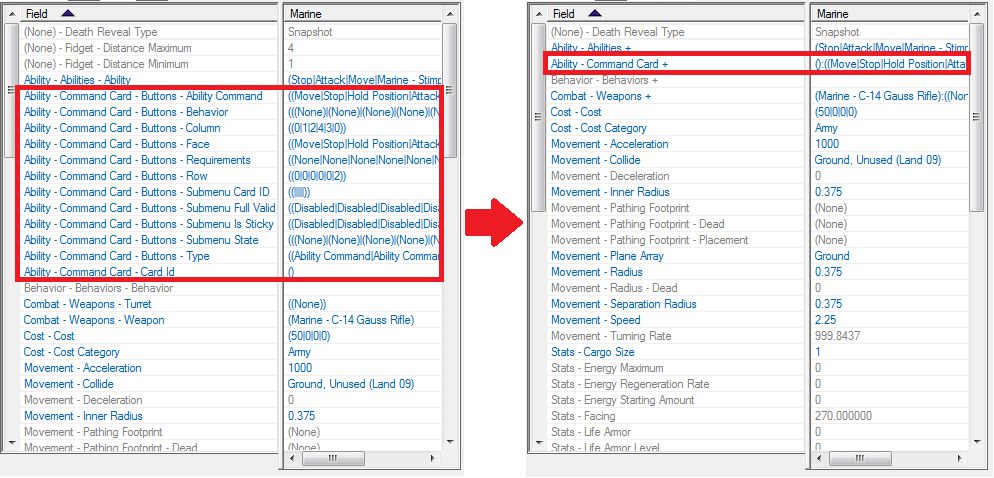 Field Marine
(None) - Death Reveal Type Snapshot
(None) - Fidget - Distance Maximum 4
(None) - Fidget - Distance Minimum 1
Ability - Abilities - Ability (Stop|Attack|Move|Marine - Stimp
Ability - Command Card - Buttons - Ability Command ((Move|Stop|Hold Position|Attack
Ability - Command Card - Buttons - Behavior (((None)|(None)|(None)|(None)|(N
Ability - Command Card - Buttons - Column ((0|1|2|4|3|0))
Ability - Command Card - Buttons - Face ((Move|Stop|Hold Position|Attack
Ability - Command Card - Buttons - Requirements ((None|None|None|None|None|N
Ability - Command Card - Buttons - Row ((0|0|0|0|0|2))
Ability - Command Card - Buttons - Submenu Card ID ((|||||))
Ability - Command Card - Buttons - Submenu Full Valid ((Disabled|Disabled|Disabled|Disa
Ability - Command Card - Buttons - Submenu Is Sticky ((Disabled|Disabled|Disabled|Disa
Ability - Command Card - Buttons - Submenu State (((None)|(None)|(None)|(None)|(N
Ability - Command Card - Buttons - Type ((Ability Command|Ability Comman
Ability - Command Card - Card Id ()
Behavior - Behaviors - Behavior
Combat - Weapons - Turret ((None))
Combat - Weapons - Weapon (Marine - C-14 Gauss Rifle)
Cost - Cost (50|0|0|0)
Cost - Cost Category Army
Movement - Acceleration 1000
Movement - Collide Ground, Unused (Land 09)
Movement - Deceleration 0
Movement - Inner Radius 0.375
Movement - Pathing Footprint (None)
Movement - Pathing Footprint - Dead (None)
Field Marine
(None) - Death Reveal Type Snapshot
Ability - Abilities + (Stop|Attack|Move|Marine - Stimp
Ability - Command Card + ():((Move|Stop|Hold Position|Atta
Behavior - Behaviors +
Combat - Weapons + (Marine - C-14 Gauss Rifle):((Non
Cost - Cost (50|0|0|0)
Cost - Cost Category Army
Movement - Acceleration 1000
Movement - Collide Ground, Unused (Land 09)
Movement - Deceleration 0
Movement - Inner Radius 0.375
Movement - Pathing Footprint (None)
Movement - Pathing Footprint - Dead (None)
Movement - Pathing Footprint - Placement (None)
Movement - Plane Array Ground
Movement - Radius 0.375
Movement - Radius - Dead 0
Movement - Separation Radius 0.375
Movement - Speed 2.25
Movement - Turning Rate 999.8437
Stats - Cargo Size 1
Stats - Energy Maximum 0
Stats - Energy Regeneration Rate 0
Stats - Energy Starting Amount 0
Stats - Facing 270.000000
Stats - Life Armor 0
Stats - Life Armor Level 0